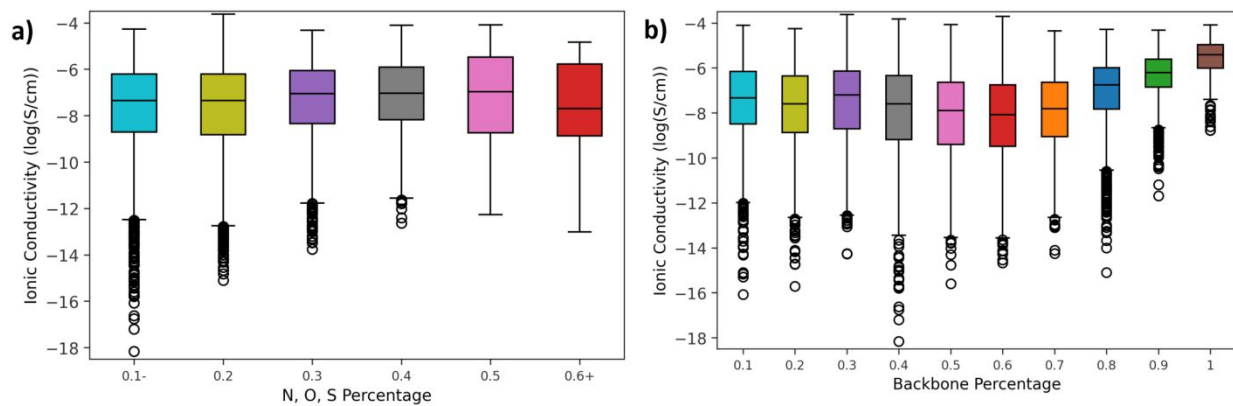 a)
Ionic Conductivity (log(S/cm))
−4
−6
−8
−10
−12
−14
−16
−18
0.1- 0.2 0.3 0.4 0.5 0.6+
N, O, S Percentage
b)
Ionic Conductivity (log(S/cm))
−4
−6
−8
−10
−12
−14
−16
−18
0.1 0.2 0.3 0.4 0.5 0.6 0.7 0.8 0.9 1
Backbone Percentage